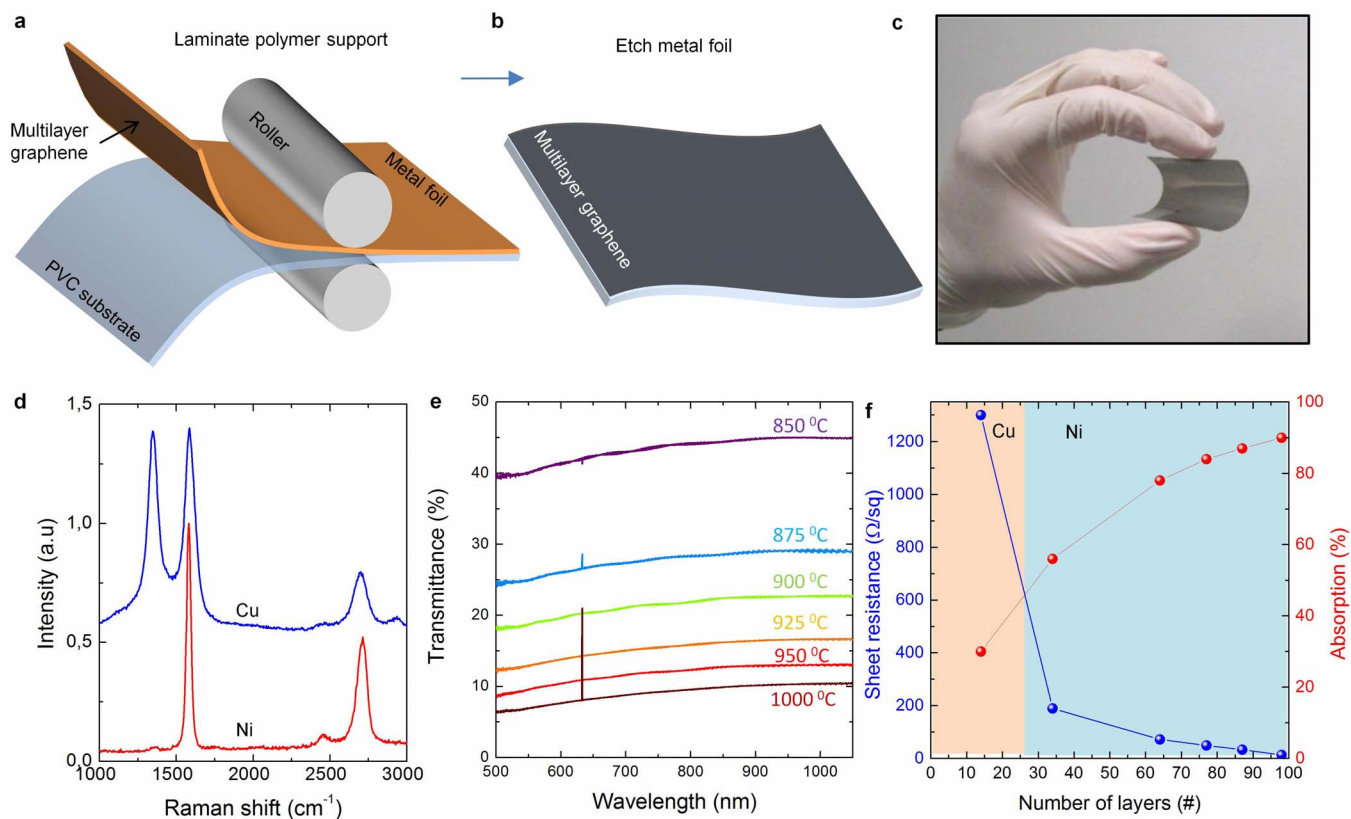 a
Laminate polymer support
Multilayer
graphene
Roller
Metal foil
PVC substrate
b
Etch metal foil
Multilayer graphene
c
d
1,5
1,0
0,5
0,0
Intensity (a.u)
Cu
Ni
1000 1500 2000 2500 3000
Raman shift (cm⁻¹)
e
50
40
30
20
10
0
Transmittance (%)
850 ⁰C
875 ⁰C
900 ⁰C
925 ⁰C
950 ⁰C
1000 ⁰C
500 600 700 800 900 1000
Wavelength (nm)
f
1200
1000
800
600
400
200
0
Sheet resistance (Ω/sq)
Cu
Ni
100
80
60
40
20
0
Absorption (%)
0 10 20 30 40 50 60 70 80 90 100
Number of layers (#)